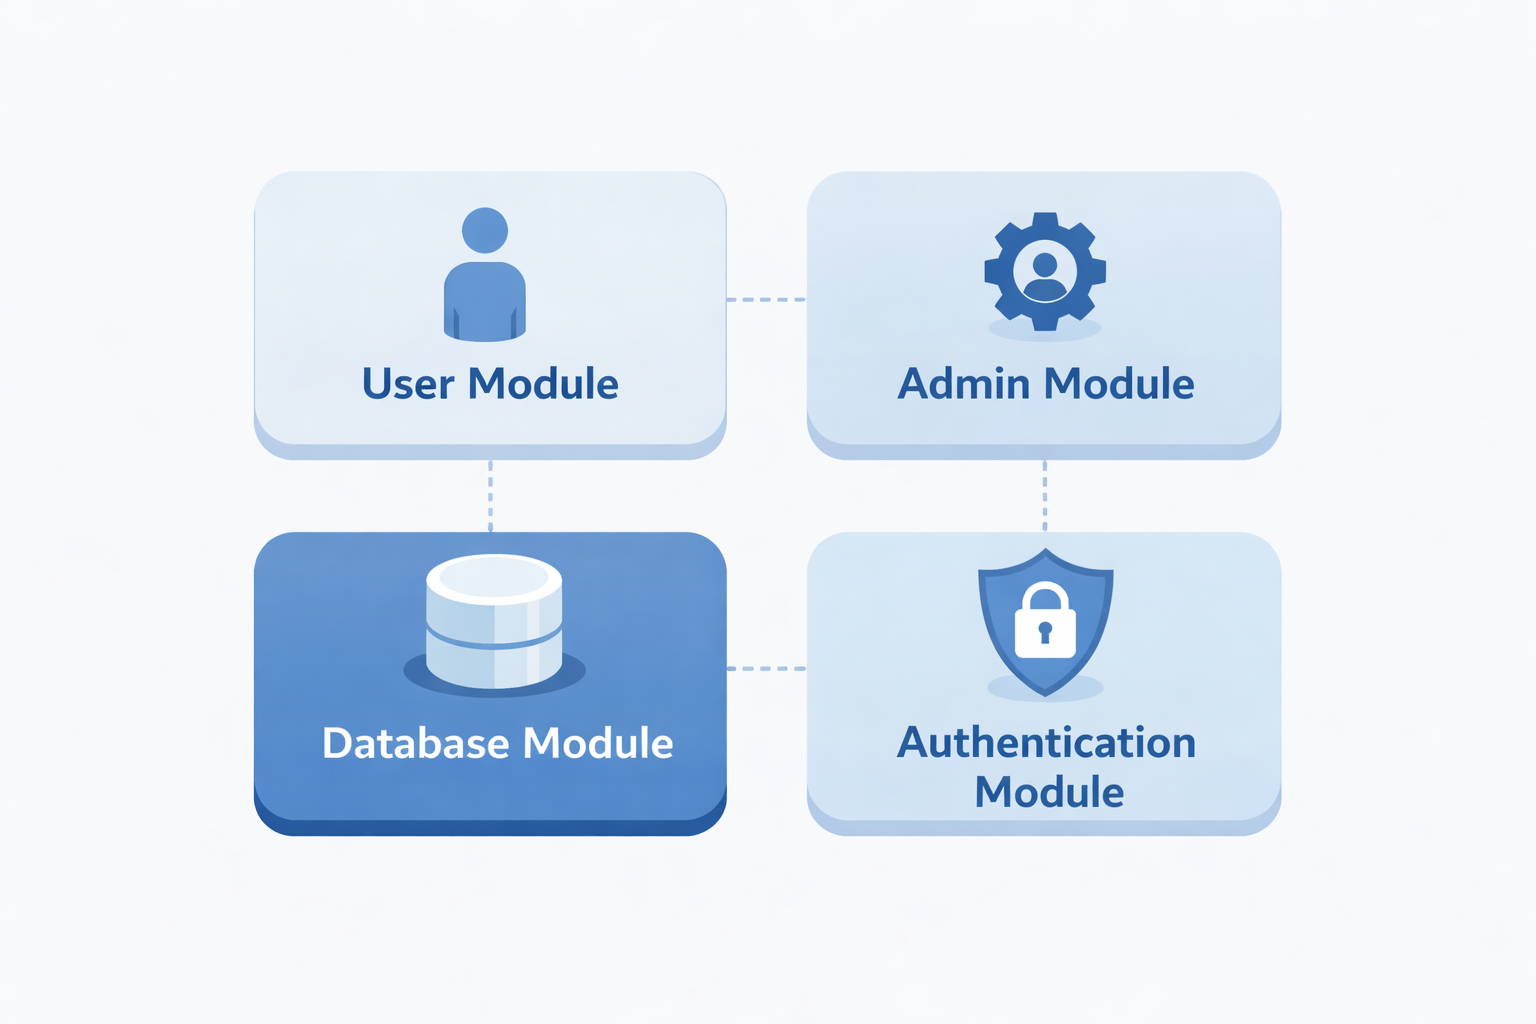 User Module
Admin Module
Database Module
Authentication
Module